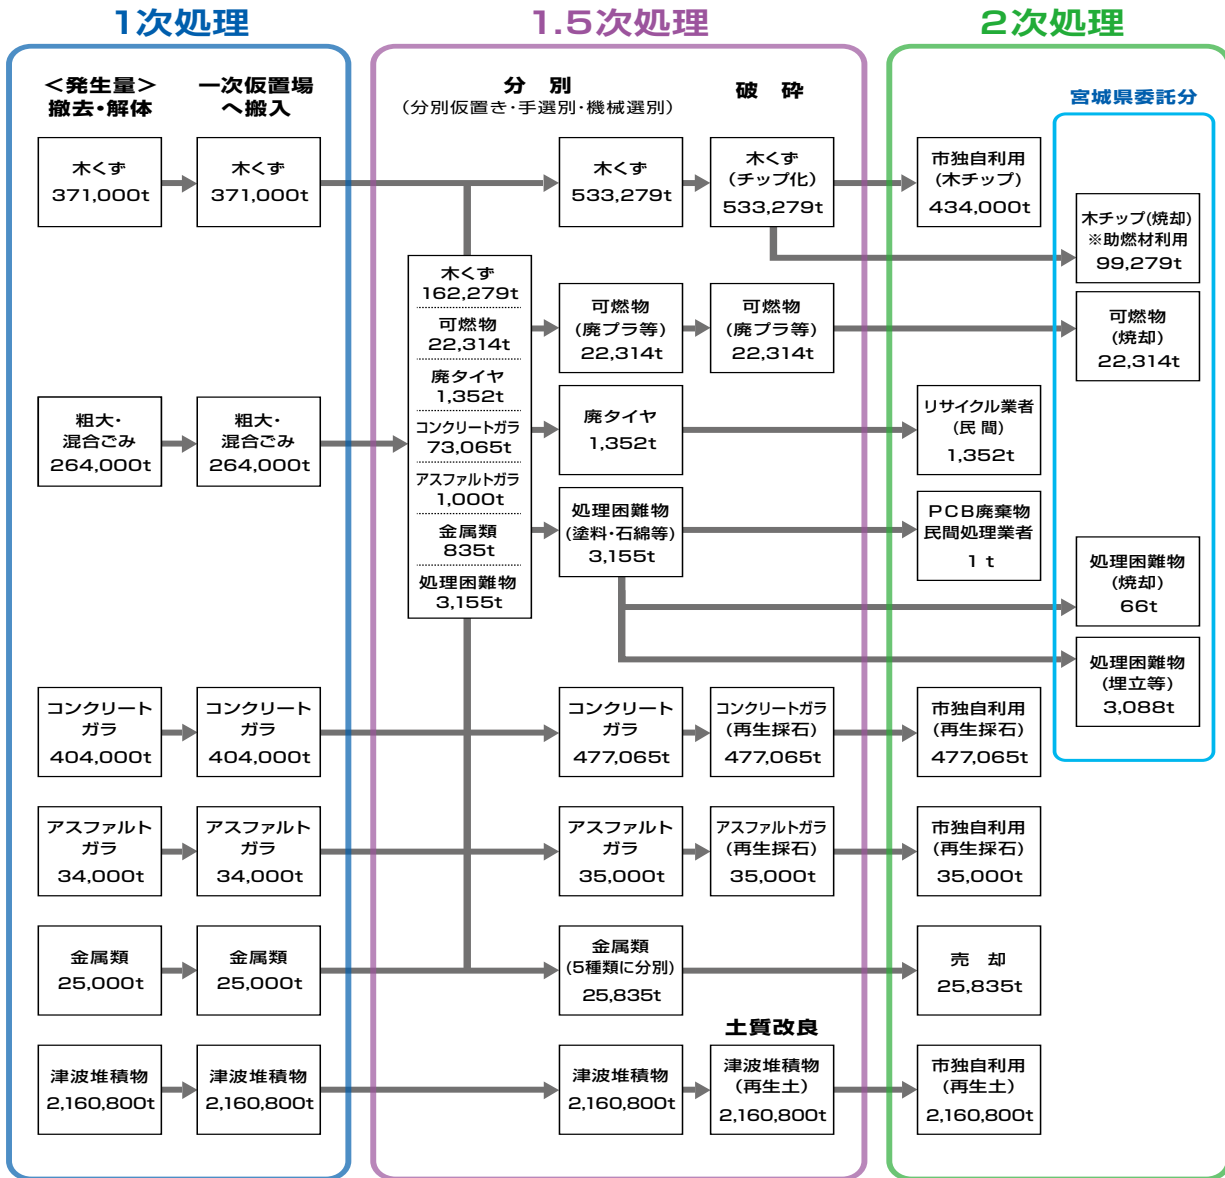 1次処理
1.5次処理
2次処理
<発生量>
撤去・解体
一次仮置場
へ搬入
分 別
(分別仮置き・手選別・機械選別)
破 砕
宮城県委託分
木くず
371,000t
木くず
371,000t
木くず
533,279t
木くず
(チップ化)
533,279t
市独自利用
(木チップ)
434,000t
木チップ(焼却)
※助燃材利用
99,279t
木くず
162,279t
可燃物
22,314t
廃タイヤ
1,352t
コンクリートガラ
73,065t
アスファルトガラ
1,000t
金属類
835t
処理困難物
3,155t
可燃物
(廃プラ等)
22,314t
可燃物
(廃プラ等)
22,314t
可燃物
(焼却)
22,314t
粗大・
混合ごみ
264,000t
粗大・
混合ごみ
264,000t
廃タイヤ
1,352t
リサイクル業者
(民 間)
1,352t
処理困難物
(塗料・石綿等)
3,155t
PCB廃棄物
民間処理業者
1 t
処理困難物
(焼却)
66t
処理困難物
(埋立等)
3,088t
コンクリート
ガラ
404,000t
コンクリート
ガラ
404,000t
コンクリート
ガラ
477,065t
コンクリートガラ
(再生採石)
477,065t
市独自利用
(再生採石)
477,065t
アスファルト
ガラ
34,000t
アスファルト
ガラ
34,000t
アスファルト
ガラ
35,000t
アスファルトガラ
(再生採石)
35,000t
市独自利用
(再生採石)
35,000t
金属類
25,000t
金属類
25,000t
金属類
(5種類に分別)
25,835t
売 却
25,835t
土質改良
津波堆積物
2,160,800t
津波堆積物
2,160,800t
津波堆積物
2,160,800t
津波堆積物
(再生土)
2,160,800t
市独自利用
(再生土)
2,160,800t